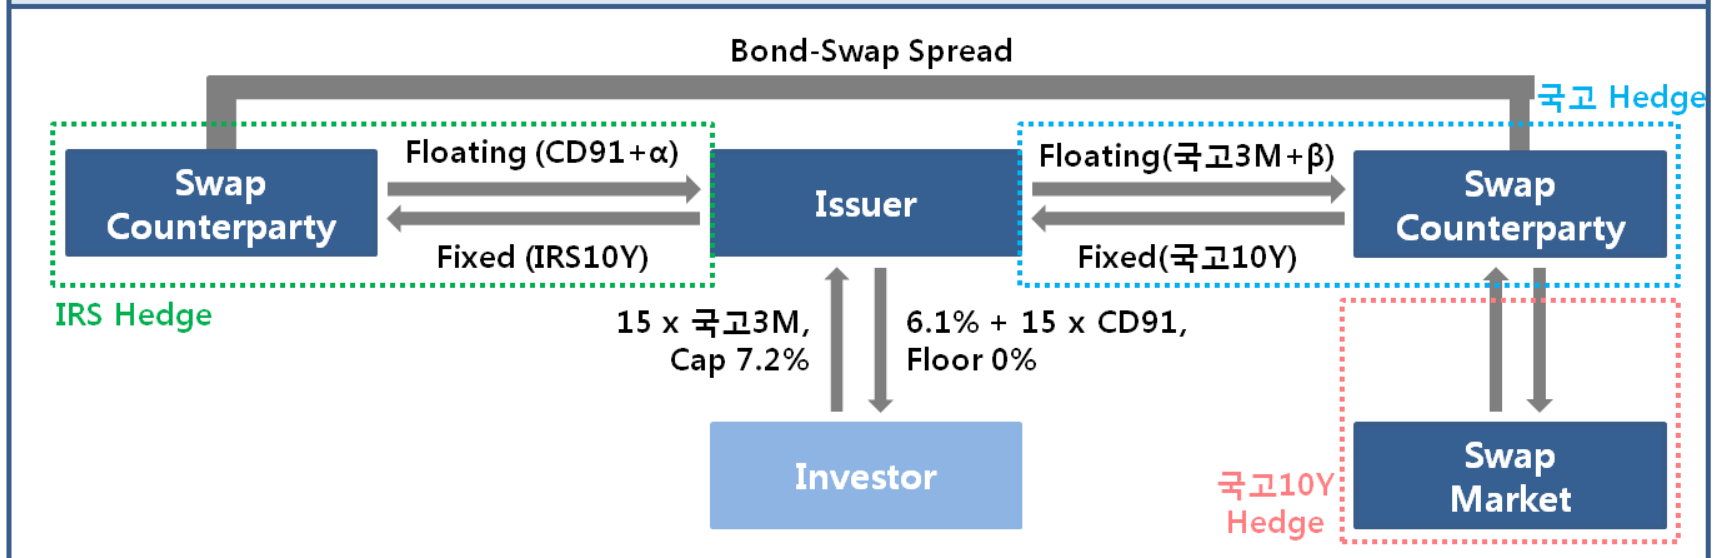 Bond-Swap Spread
국고 Hedge
Floating (CD91+α)
Floating(국고3M+β)
Swap
Counterparty
Issuer
Swap
Counterparty
Fixed (IRS10Y)
Fixed(국고10Y)
IRS Hedge
15 x 국고3M,
Cap 7.2%
6.1% + 15 x CD91,
Floor 0%
Investor
국고10Y
Hedge
Swap
Market